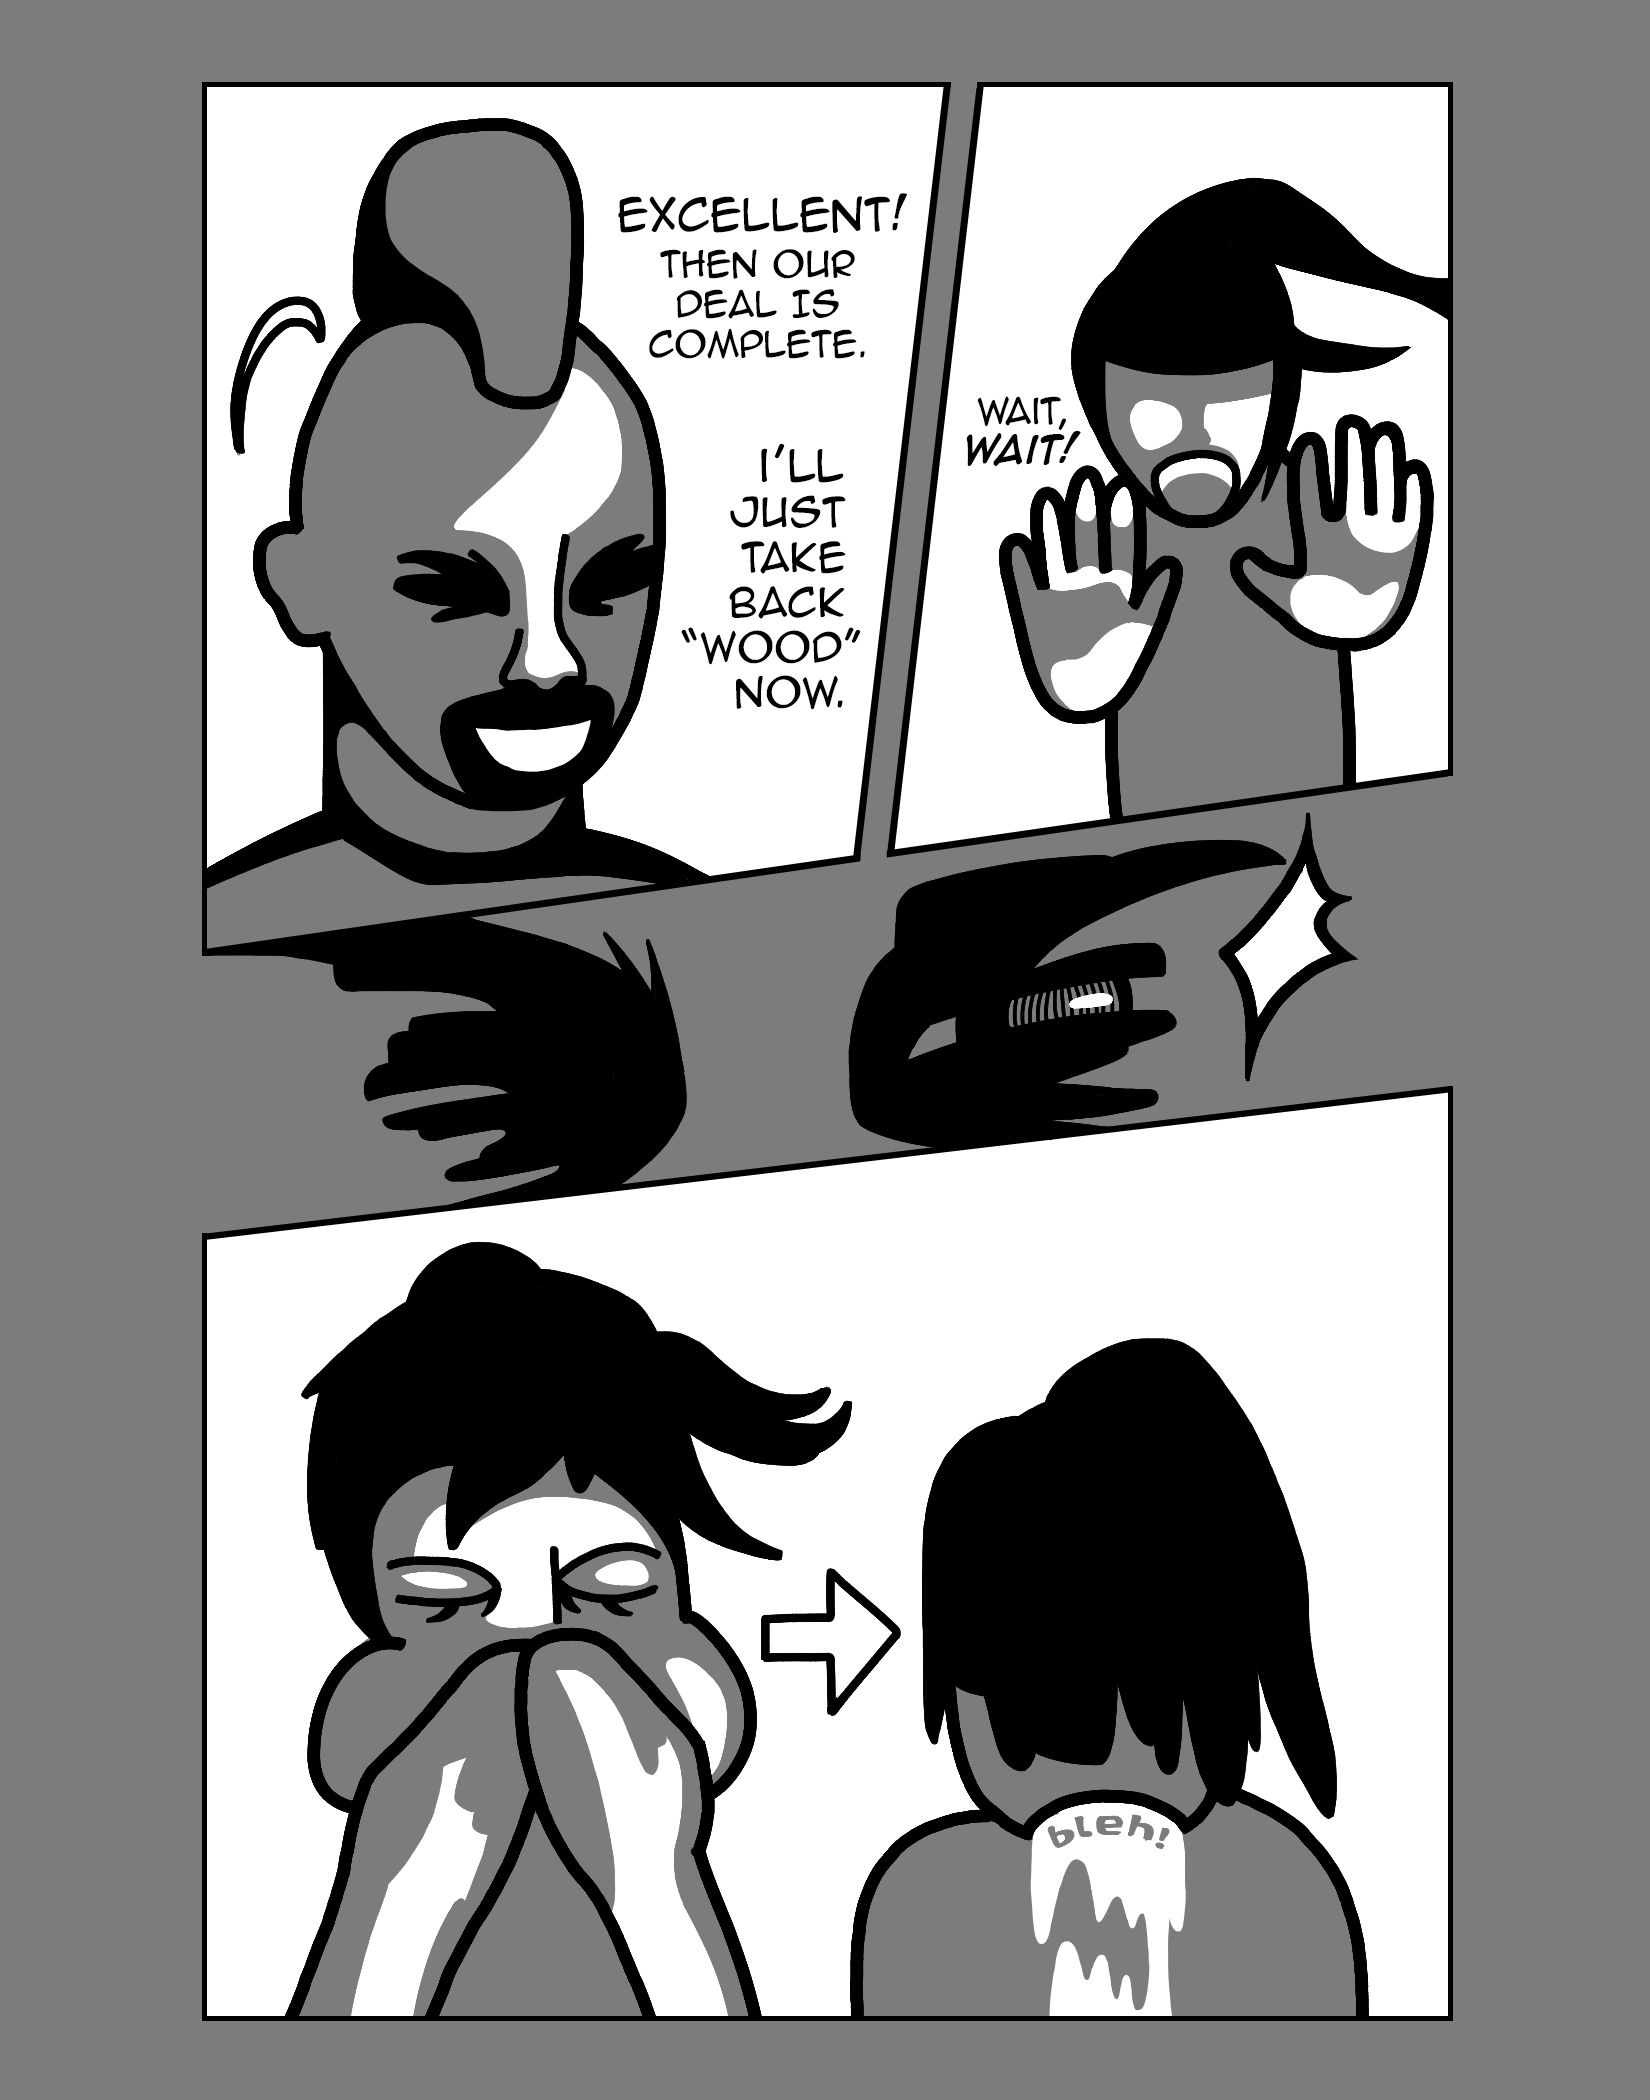 EXCELLENT!
THEN OUR
DEAL IS
COMPLETE.
I'LL
JUST
TAKE
BACK
"WOOD"
NOW.
WAIT,
WAIT!
bLeh!